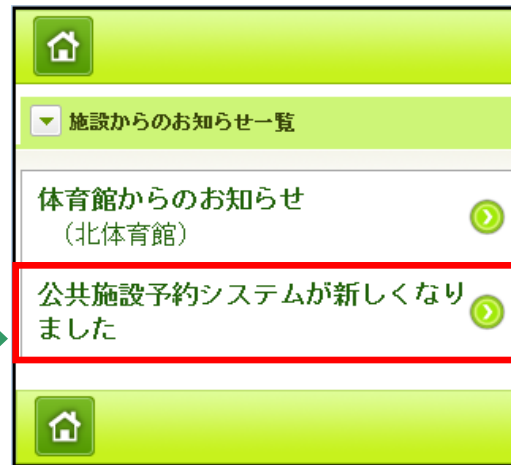 施設からのお知らせ一覧
体育館からのお知らせ
（北体育館）
公共施設予約システムが新しくなり
ました